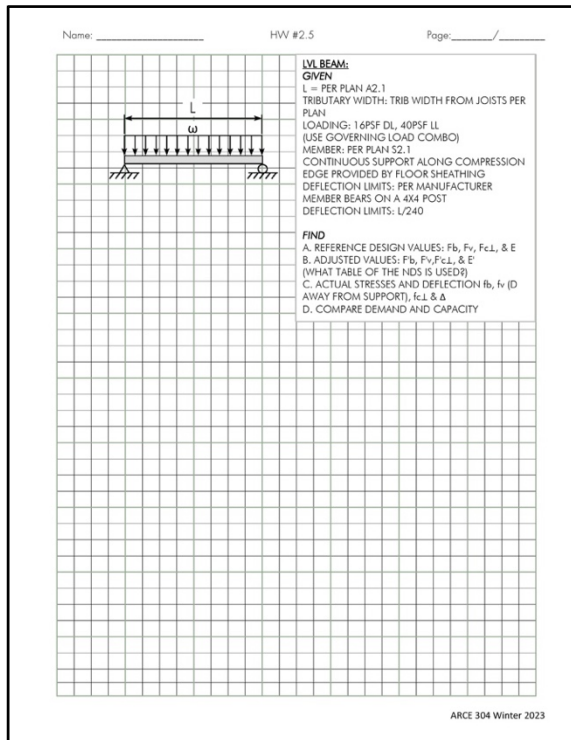 Name: ____________________ HW #2.5 Page:_______/________
L
ω
LVL BEAM:
GIVEN
L = PER PLAN A2.1
TRIBUTARY WIDTH: TRIB WIDTH FROM JOISTS PER
PLAN
LOADING: 16PSF DL, 40PSF LL
(USE GOVERNING LOAD COMBO)
MEMBER: PER PLAN S2.1
CONTINUOUS SUPPORT ALONG COMPRESSION
EDGE PROVIDED BY FLOOR SHEATHING
DEFLECTION LIMITS: PER MANUFACTURER
MEMBER BEARS ON A 4X4 POST
DEFLECTION LIMITS: L/240
FIND
A. REFERENCE DESIGN VALUES: Fb, Fv, Fc⊥, & E
B. ADJUSTED VALUES: F'b, F'v,F'c⊥, & E'
(WHAT TABLE OF THE NDS IS USED?)
C. ACTUAL STRESSES AND DEFLECTION fb, fv (D
AWAY FROM SUPPORT), fc⊥ & Δ
D. COMPARE DEMAND AND CAPACITY
ARCE 304 Winter 2023